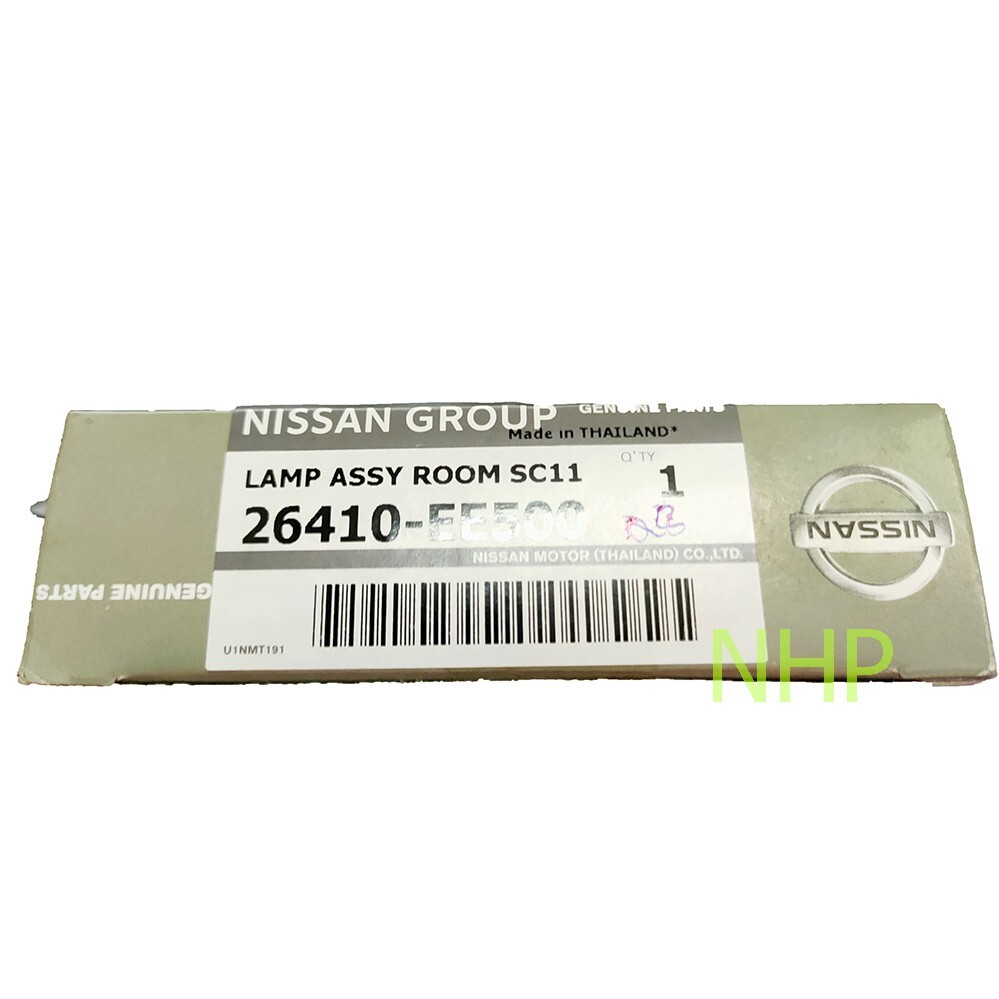 NISSAN GROUP
GENUINE PARTS
Made in THAILAND*
LAMP ASSY ROOM SC11
Q'TY
1
26410-EE500
NISSAN MOTOR (THAILAND) CO.,LTD.
U1NMT191
GENUINE PARTS
NISSAN
NHP